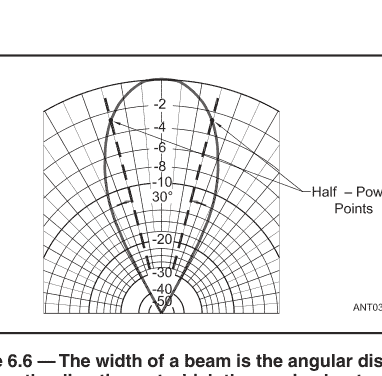 -2
-4
-6
-8
-10
30°
-20
-30
-40
-50
Half – Pow
Points
ANT03
e 6.6 — The width of a beam is the angular dis